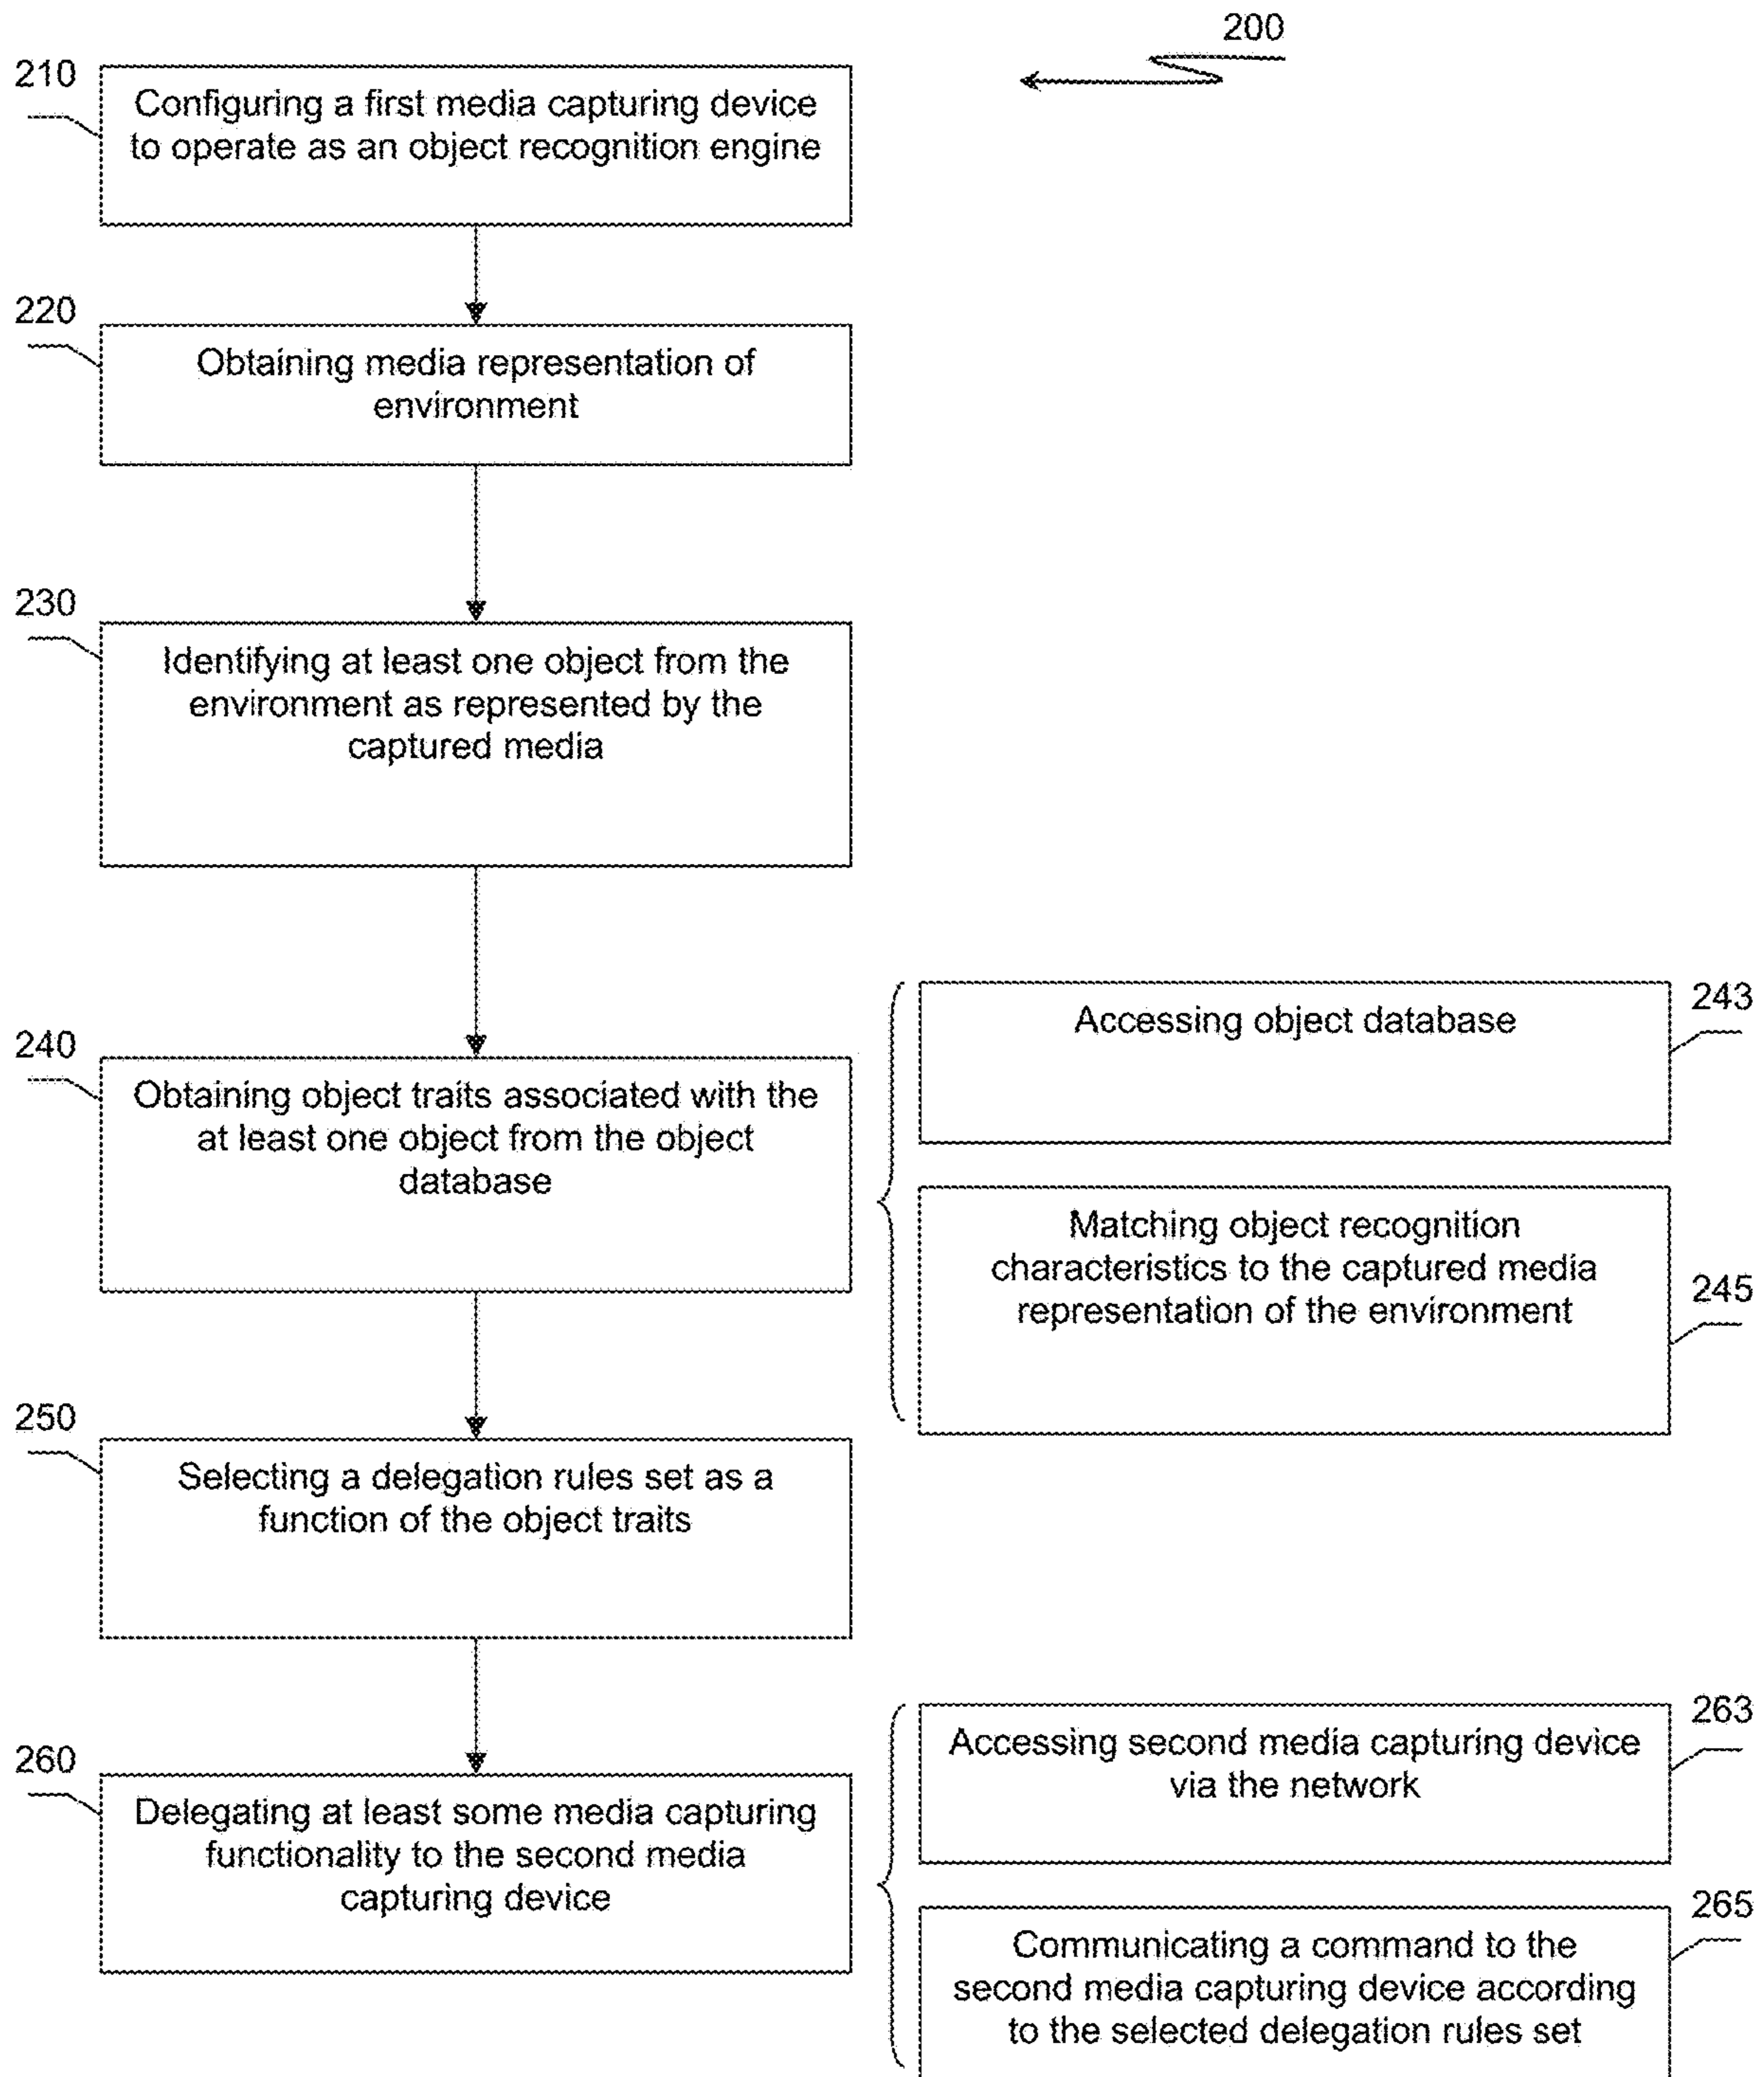 200
210
Configuring a first media capturing device
to operate as an object recognition engine
220
Obtaining media representation of
environment
230
Identifying at least one object from the
environment as represented by the
captured media
240
Obtaining object traits associated with the
at least one object from the object
database
243
Accessing object database
245
Matching object recognition
characteristics to the captured media
representation of the environment
250
Selecting a delegation rules set as a
function of the object traits
260
Delegating at least some media capturing
functionality to the second media
capturing device
263
Accessing second media capturing device
via the network
265
Communicating a command to the
second media capturing device according
to the selected delegation rules set